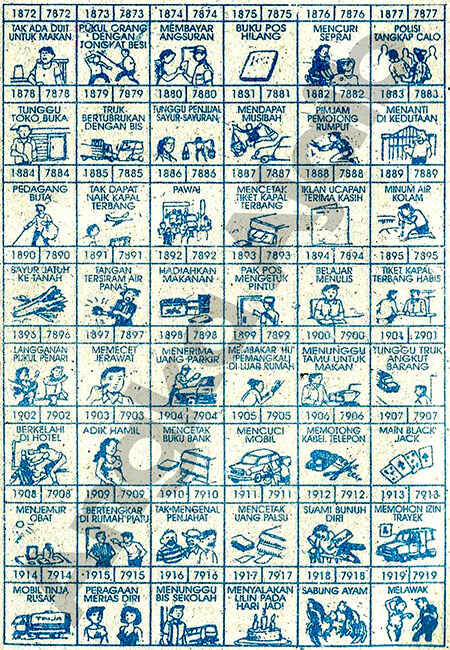 1872 7872 1873 7873 1874 7874 1875 7875 1876 7876 1877 7877
TAK ADA DUIT
UNTUK MAKAN
PUKUL ORANG
DENGAN
TONGKAT BESI
MEMBAYAR
ANGSURAN
BUKU POS
HILANG
MENCURI
SEPRAI
POLISI
TANGKAP CALO
1878 7878 1879 7879 1880 7880 1881 7881 1882 7882 1883 7883
TUNGGU
TOKO BUKA
TRUK
BERTUBRUKAN
DENGAN BIS
TUNGGU PENJUAL
SAYUR-SAYURAN
MENDAPAT
MUSIBAH
PINJAM
PEMOTONG
RUMPUT
MENANTI
DI KEDUTAAN
1884 7884 1885 7885 1886 7886 1887 7887 1888 7888 1889 7889
PEDAGANG
BUTA
TAK DAPAT
NAIK KAPAL
TERBANG
PAWAI
MENCETAK
TIKET KAPAL
TERBANG
IKLAN UCAPAN
TERIMA KASIH
MINUM AIR
KOLAM
1890 7890 1891 7891 1892 7892 1893 7893 1894 7894 1895 7895
SAYUR JATUH
KE TANAH
TANGAN
TERSIRAM AIR
PANAS
HADIAHKAN
MAKANAN
PAK POS
MENGETUK
PINTU
BELAJAR
MENULIS
TIKET KAPAL
TERBANG HABIS
1896 7896 1897 7897 1898 7898 1899 7899 1900 7900 1901 7901
LANGGANAN
PUKUL PENARI
MEMECET
JERAWAT
MENERIMA
UANG PARKIR
MEMBAKAR 'HU'
(PEMANGKAL)
DI LUAR RUMAH
MENUNGGU
TAMU UNTUK
MAKAN
TUNGGU TRUK
ANGKUT
BARANG
1902 7902 1903 7903 1904 7904 1905 7905 1906 7906 1907 7907
BERKELAHI
DI HOTEL
ADIK HAMIL
MENCETAK
BUKU BANK
MENCUCI
MOBIL
MEMOTONG
KABEL TELEPON
MAIN BLACK
JACK
1908 7908 1909 7909 1910 7910 1911 7911 1912 7912 1913 7913
MENJEMUR
OBAT
BERTENGKAR
DI RUMAH PIATU
TAK MENGENAL
PENJAHAT
MENCETAK
UANG PALSU
SUAMI BUNUH
DIRI
MEMOHON IZIN
TRAYEK
1914 7914 1915 7915 1916 7916 1917 7917 1918 7918 1919 7919
MOBIL TINJA
RUSAK
TINJA
PERAGAAN
MERIAS DIRI
MENUNGGU
BIS SEKOLAH
MENYALAKAN
LILIN PADA
HARI JADI
SABUNG AYAM
MELAWAK